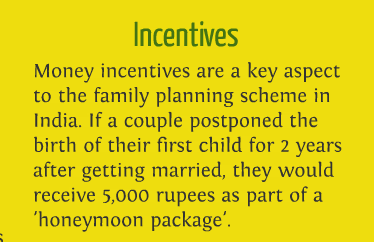 Incentives
Money incentives are a key aspect
to the family planning scheme in
India. If a couple postponed the
birth of their first child for 2 years
after getting married, they would
receive 5,000 rupees as part of a
'honeymoon package'.